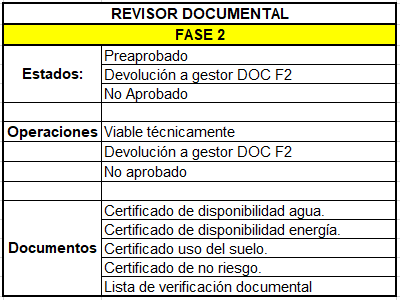 REVISOR DOCUMENTAL
FASE 2
Estados:
Preaprobado
Devolución a gestor DOC F2
No Aprobado
Operaciones Viable técnicamente
Devolución a gestor DOC F2
No aprobado
Documentos
Certificado de disponibilidad agua.
Certificado de disponibilidad energía.
Certificado uso del suelo.
Certificado de no riesgo.
Lista de verificación documental